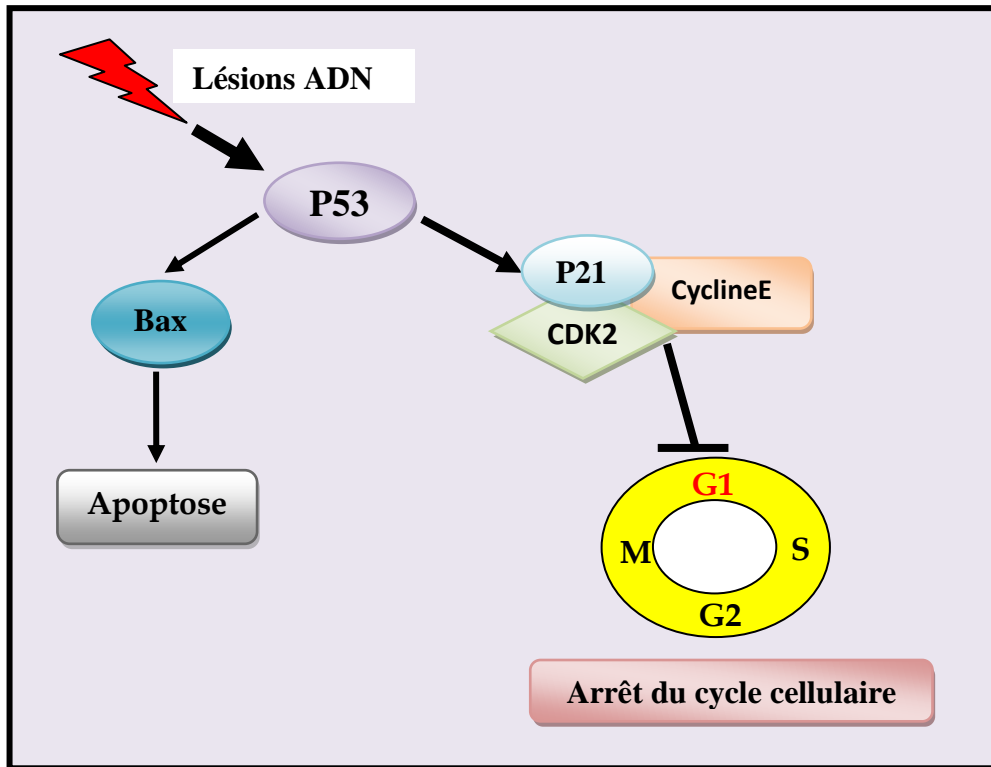 Lésions ADN
P53
P21
CyclineE
Bax
CDK2
Apoptose
G1
M
S
G2
Arrêt du cycle cellulaire